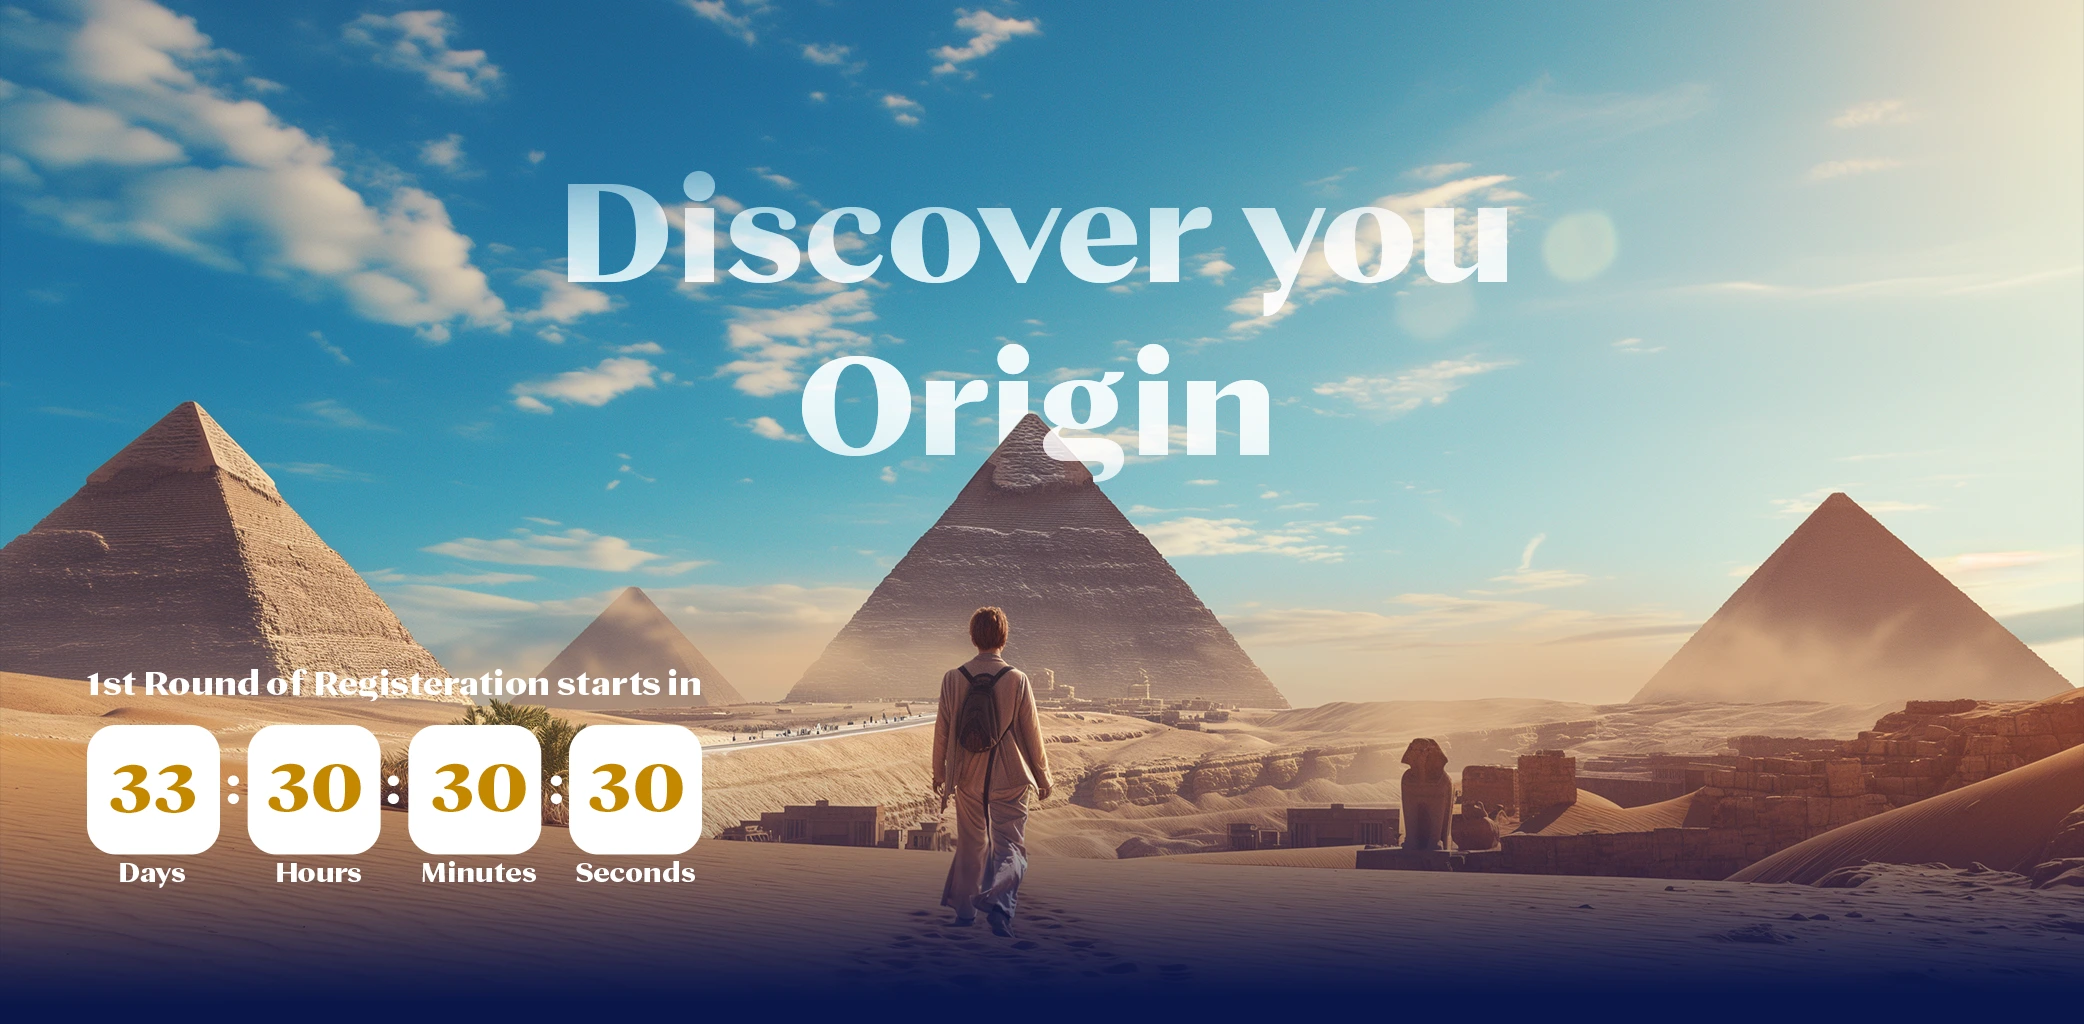 Discover you
Origin
1st Round of Registeration starts in
33 : 30 : 30 : 30
Days Hours Minutes Seconds